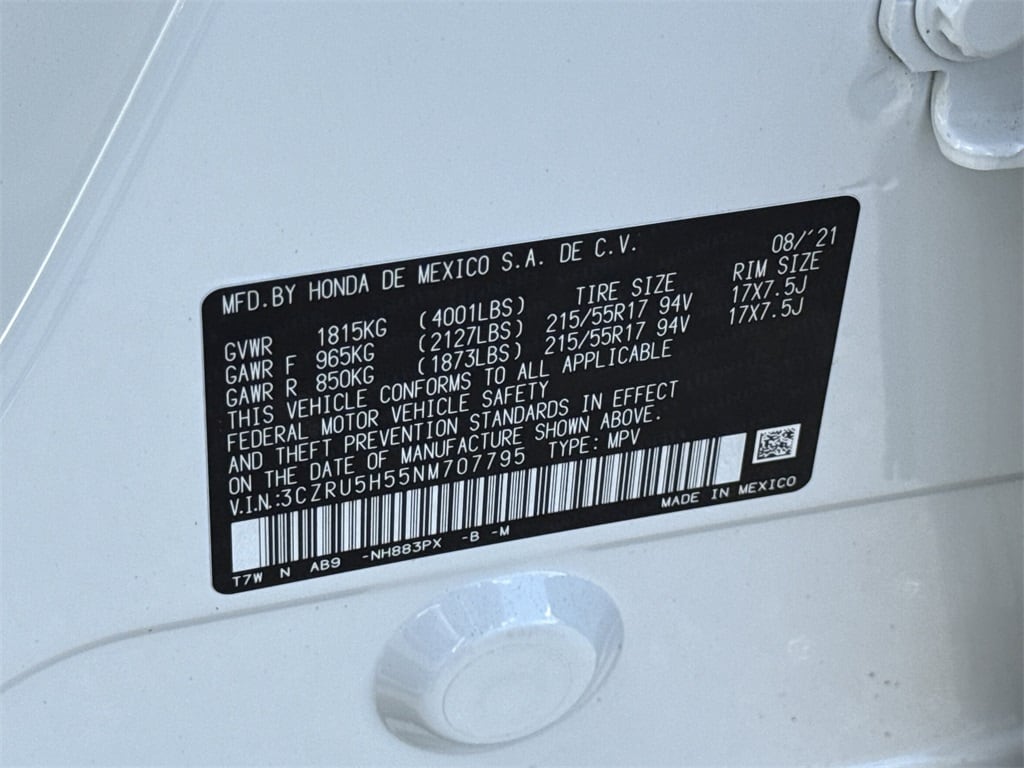 MFD.BY HONDA DE MEXICO S.A. DE C.V. 08/'21
TIRE SIZE RIM SIZE
GVWR 1815KG (4001LBS)
GAWR F 965KG (2127LBS) 215/55R17 94V 17X7.5J
GAWR R 850KG (1873LBS) 215/55R17 94V 17X7.5J
THIS VEHICLE CONFORMS TO ALL APPLICABLE
FEDERAL MOTOR VEHICLE SAFETY
AND THEFT PREVENTION STANDARDS IN EFFECT
ON THE DATE OF MANUFACTURE SHOWN ABOVE.
V.I.N.:3CZRU5H55NM707795 TYPE: MPV
MADE IN MEXICO
T7W N AB9 -NH883PX -B -M